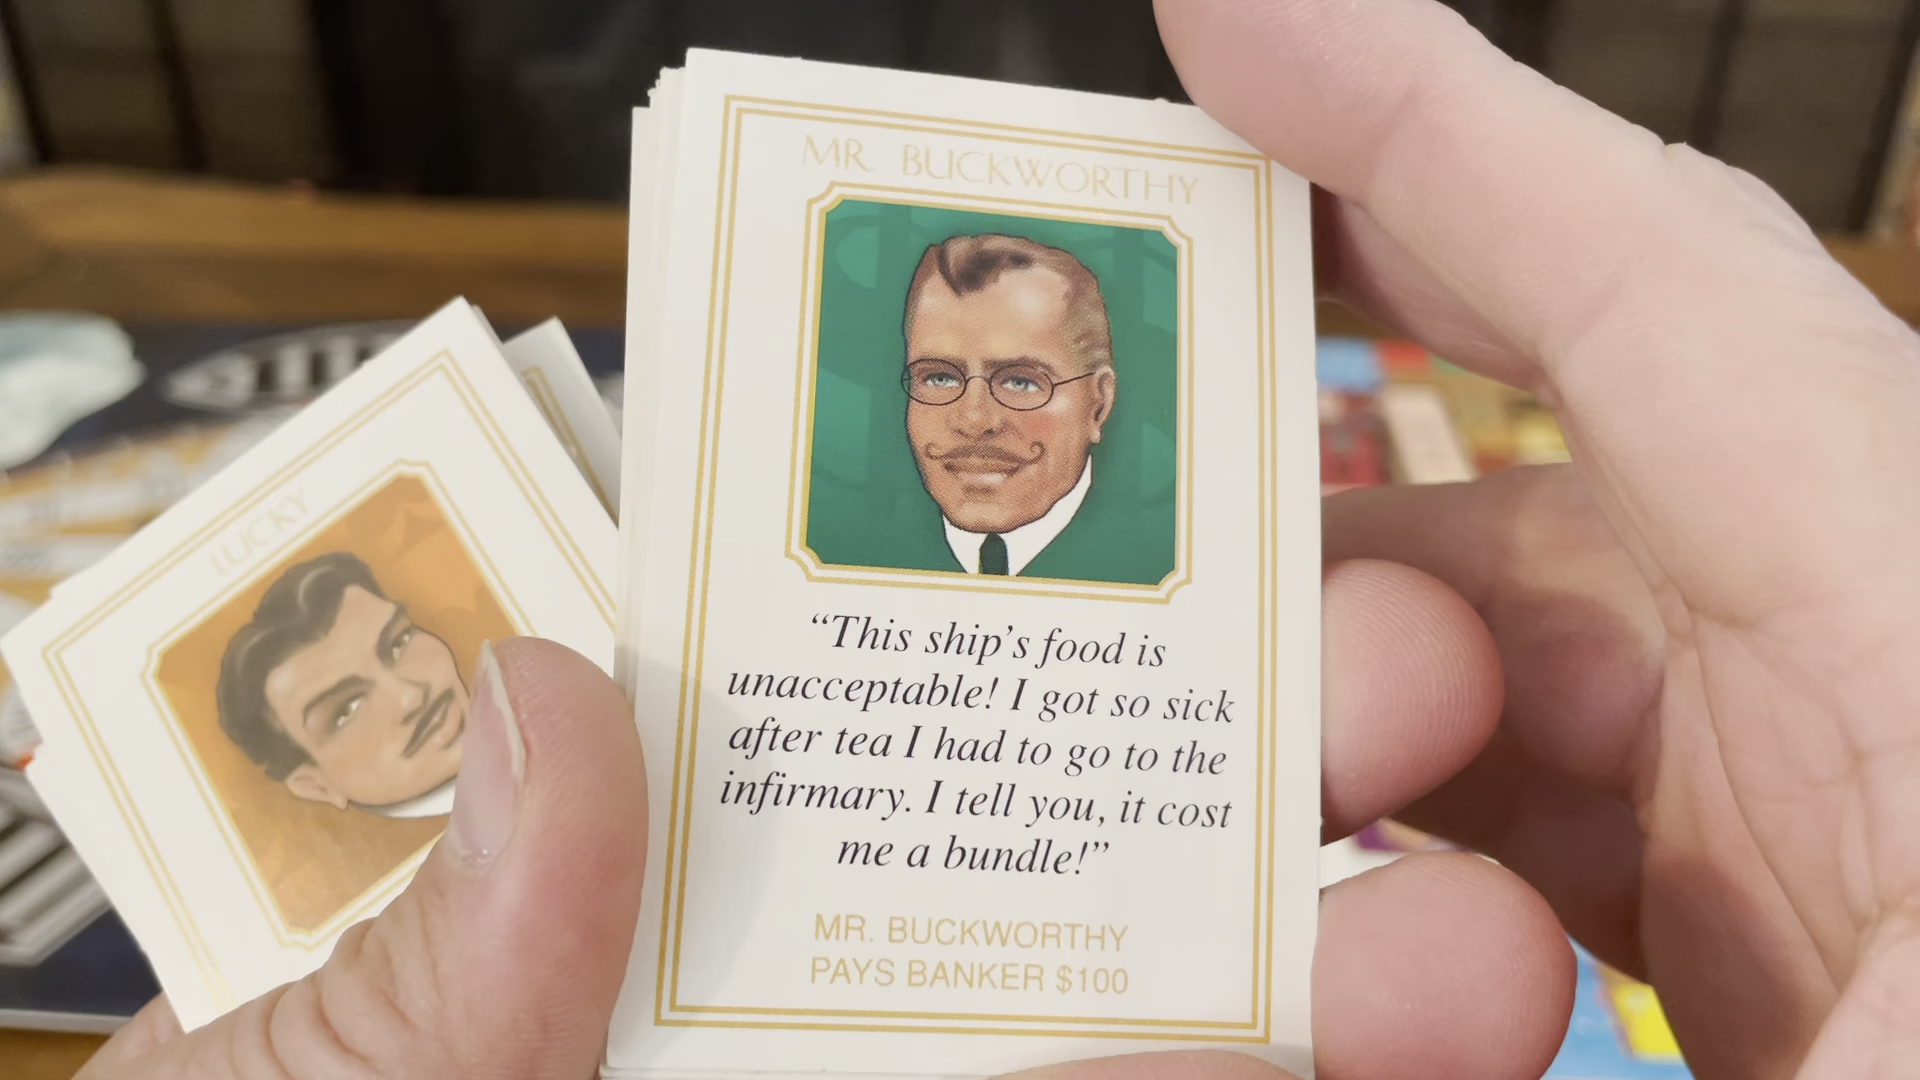 MR. BUCKWORTHY
“This ship’s food is
unacceptable! I got so sick
after tea I had to go to the
infirmary. I tell you, it cost
me a bundle!”
MR. BUCKWORTHY
PAYS BANKER $100
LUCKY